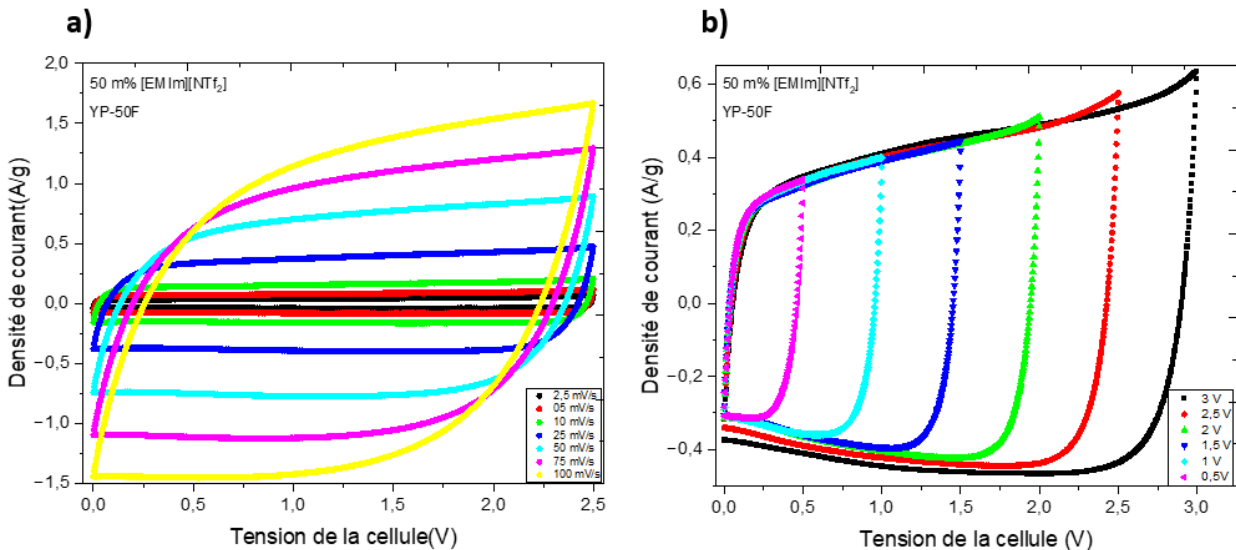 a)
2,0
1,5
1,0
0,5
0,0
−0,5
−1,0
−1,5
Densité de courant(A/g)
50 m% [EMIm][NTf₂]
YP-50F
2,5 mV/s
05 mV/s
10 mV/s
25 mV/s
50 mV/s
75 mV/s
100 mV/s
0,0 0,5 1,0 1,5 2,0 2,5
Tension de la cellule(V)
b)
0,6
0,4
0,2
0,0
−0,2
−0,4
Densité de courant (A/g)
50 m% [EMIm][NTf₂]
YP-50F
3 V
2,5V
2 V
1,5V
1 V
0,5V
0,0 0,5 1,0 1,5 2,0 2,5 3,0
Tension de la cellule (V)